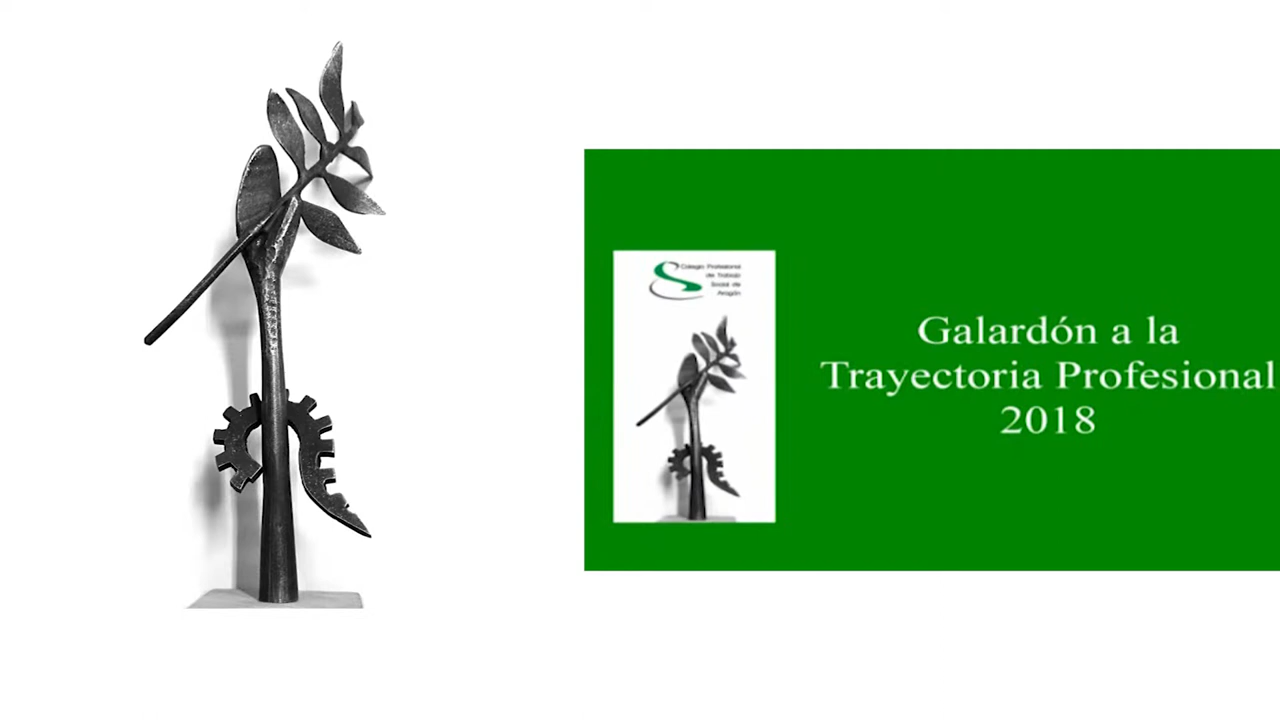 Colegio Profesional
de Trabajo
Social de
Aragón
Galardón a la
Trayectoria Profesional
2018